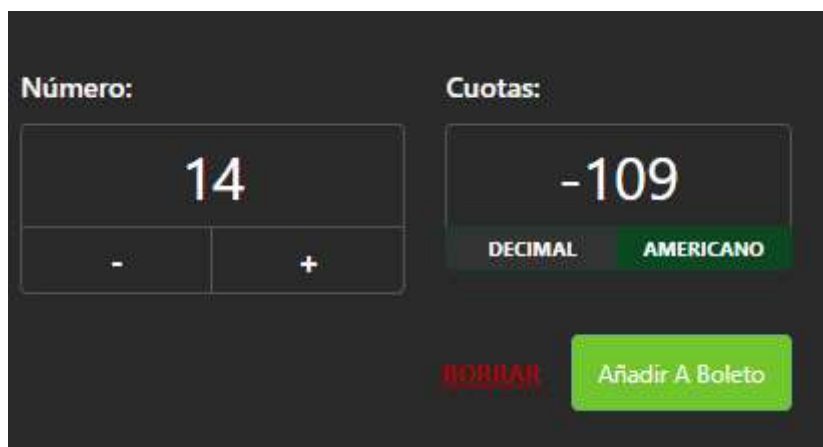 Número:
Cuotas:
14
-109
-
+
DECIMAL
AMERICANO
BORRAR
Añadir A Boleto